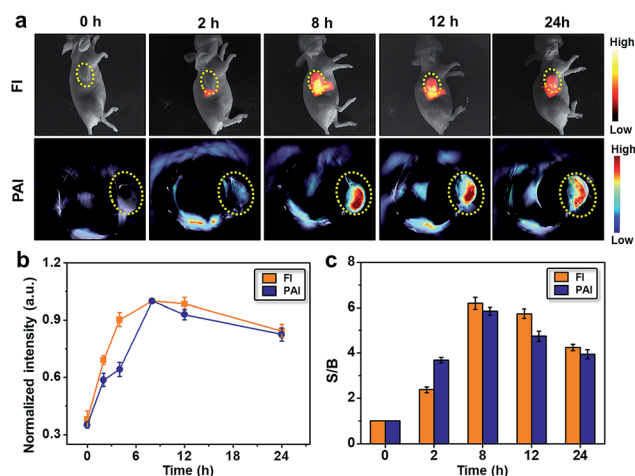 a
0 h 2 h 8 h 12 h 24h
FI
High
Low
PAI
High
Low
b
Normalized intensity (a.u.)
1.2
0.9
0.6
0.3
FI
PAI
0 6 12 18 24
Time (h)
c
S/B
8
6
4
2
0
FI
PAI
0 2 8 12 24
Time (h)